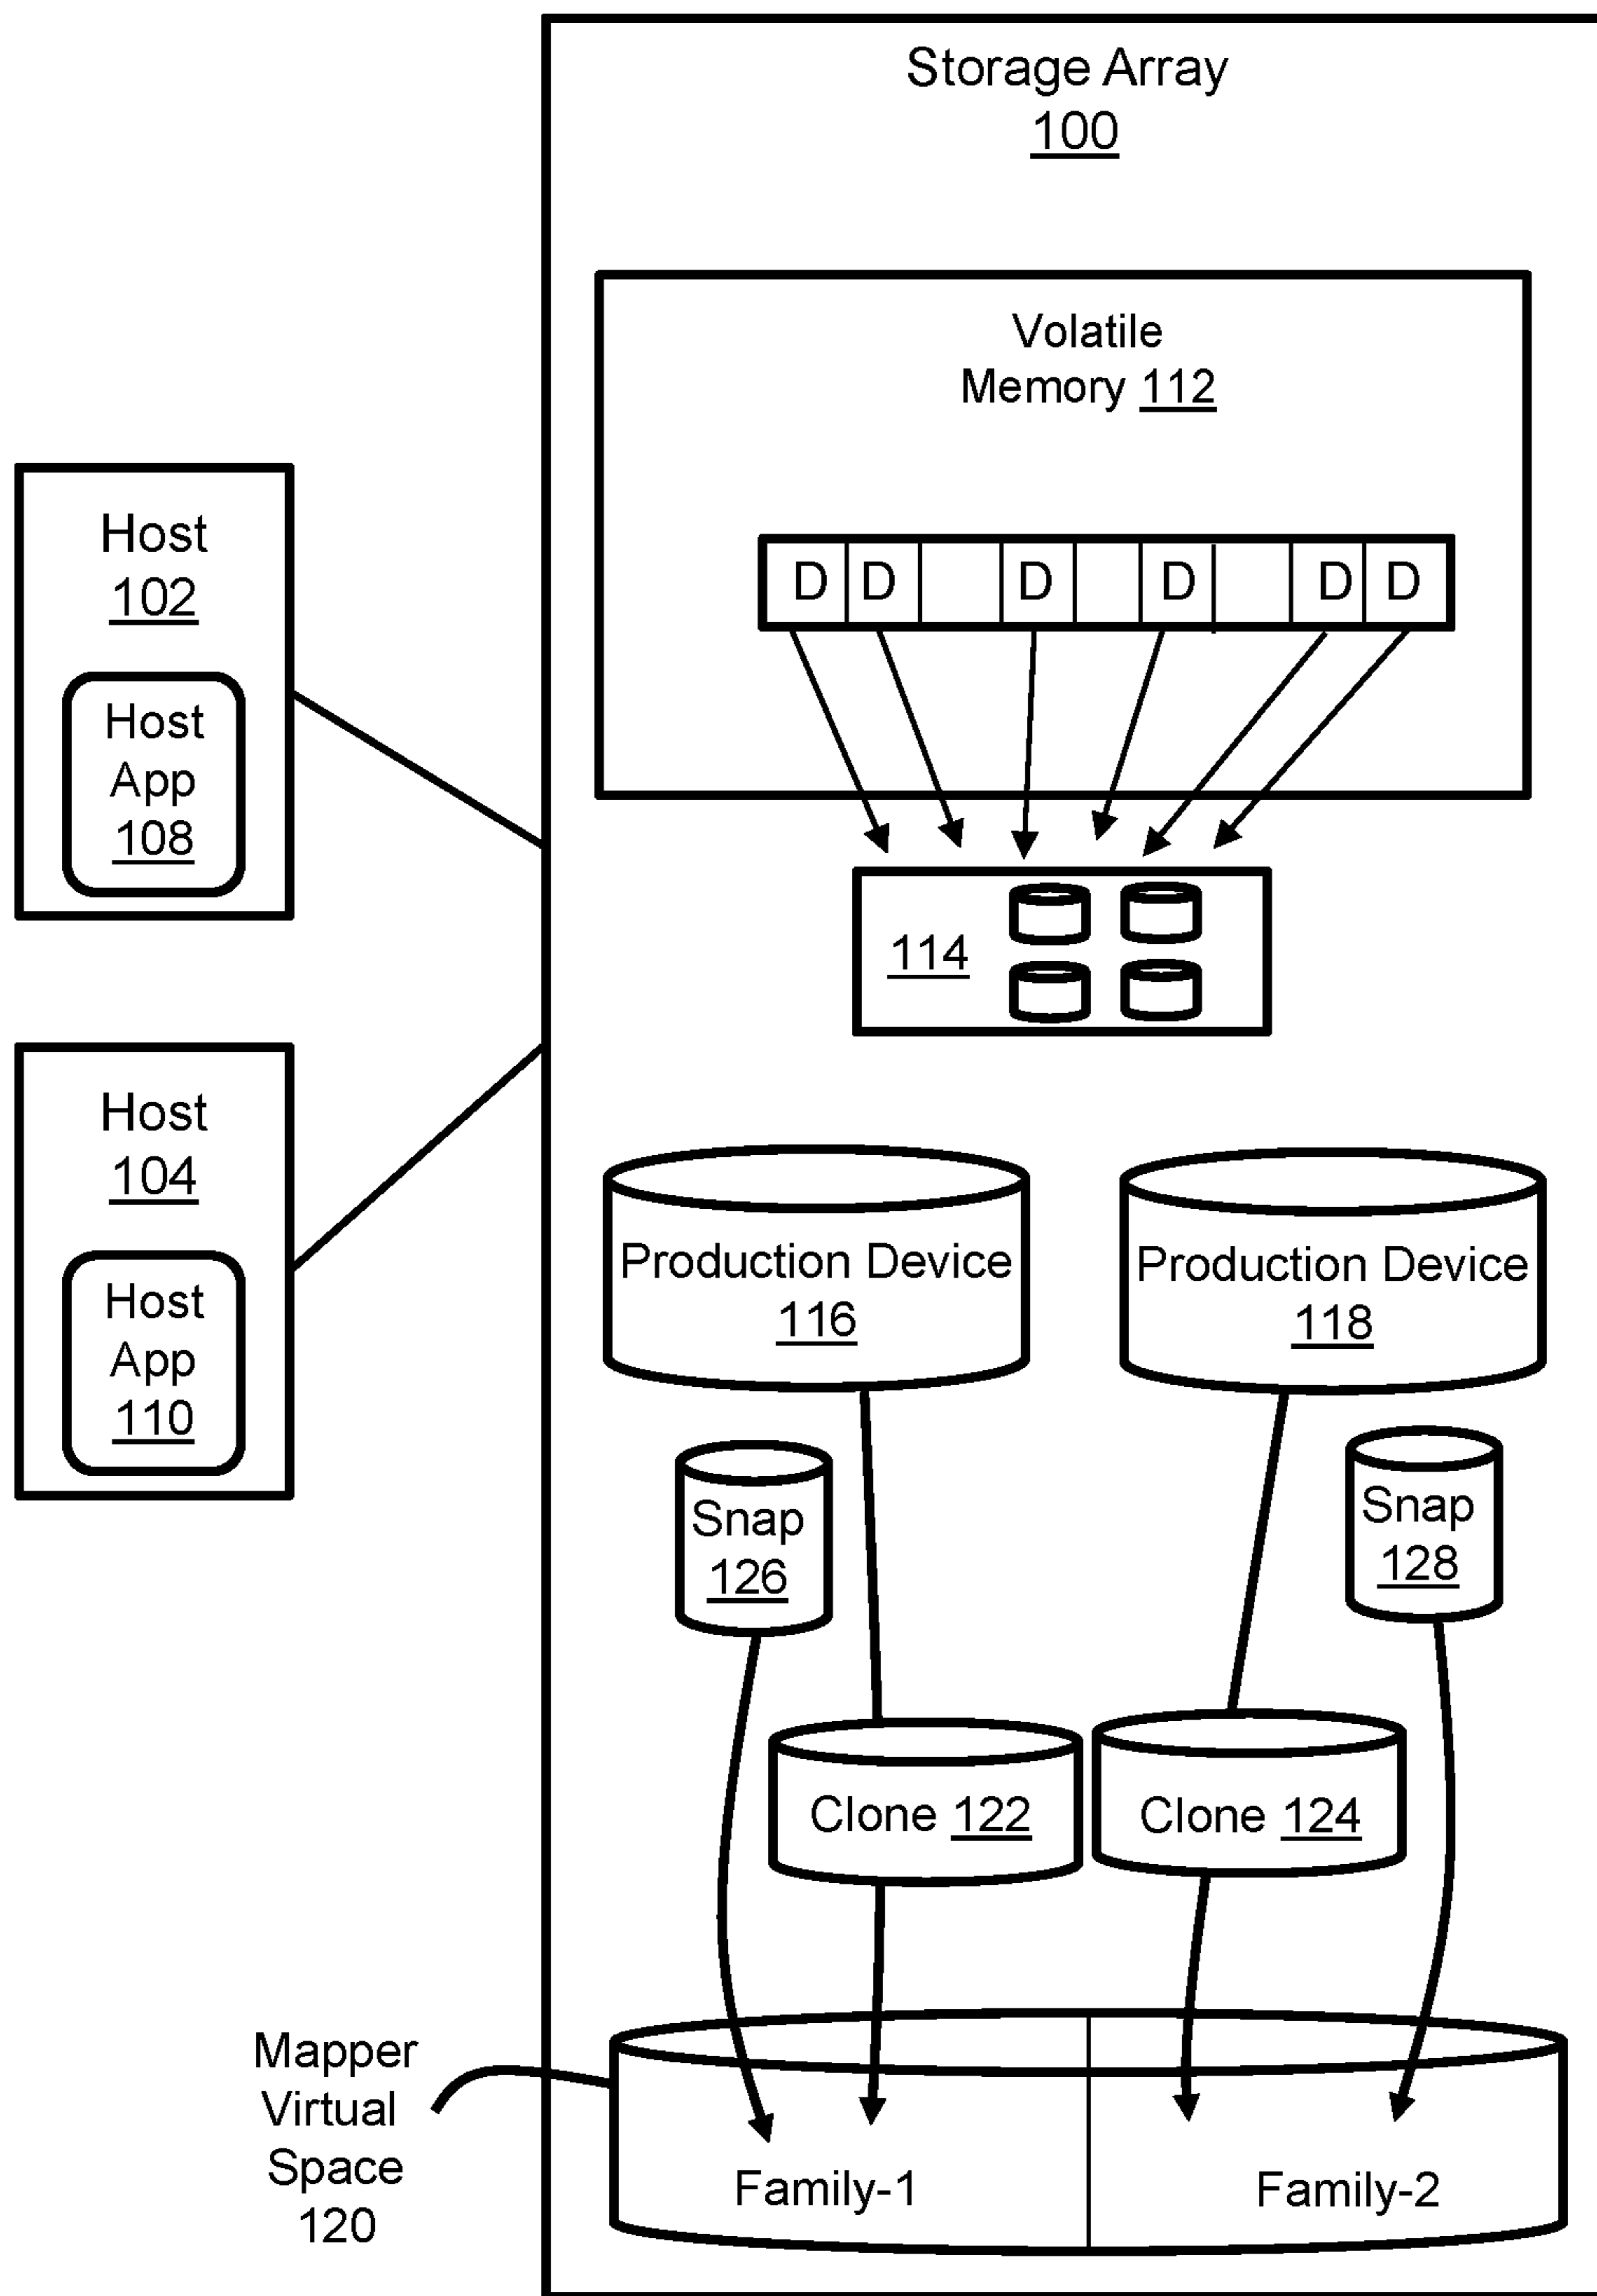 Storage Array
100
Volatile
Memory 112
D D D D D D
Host
102
Host
App
108
114
Host
104
Host
App
110
Production Device
116
Production Device
118
Snap
126
Snap
128
Clone 122
Clone 124
Mapper
Virtual
Space
120
Family-1
Family-2